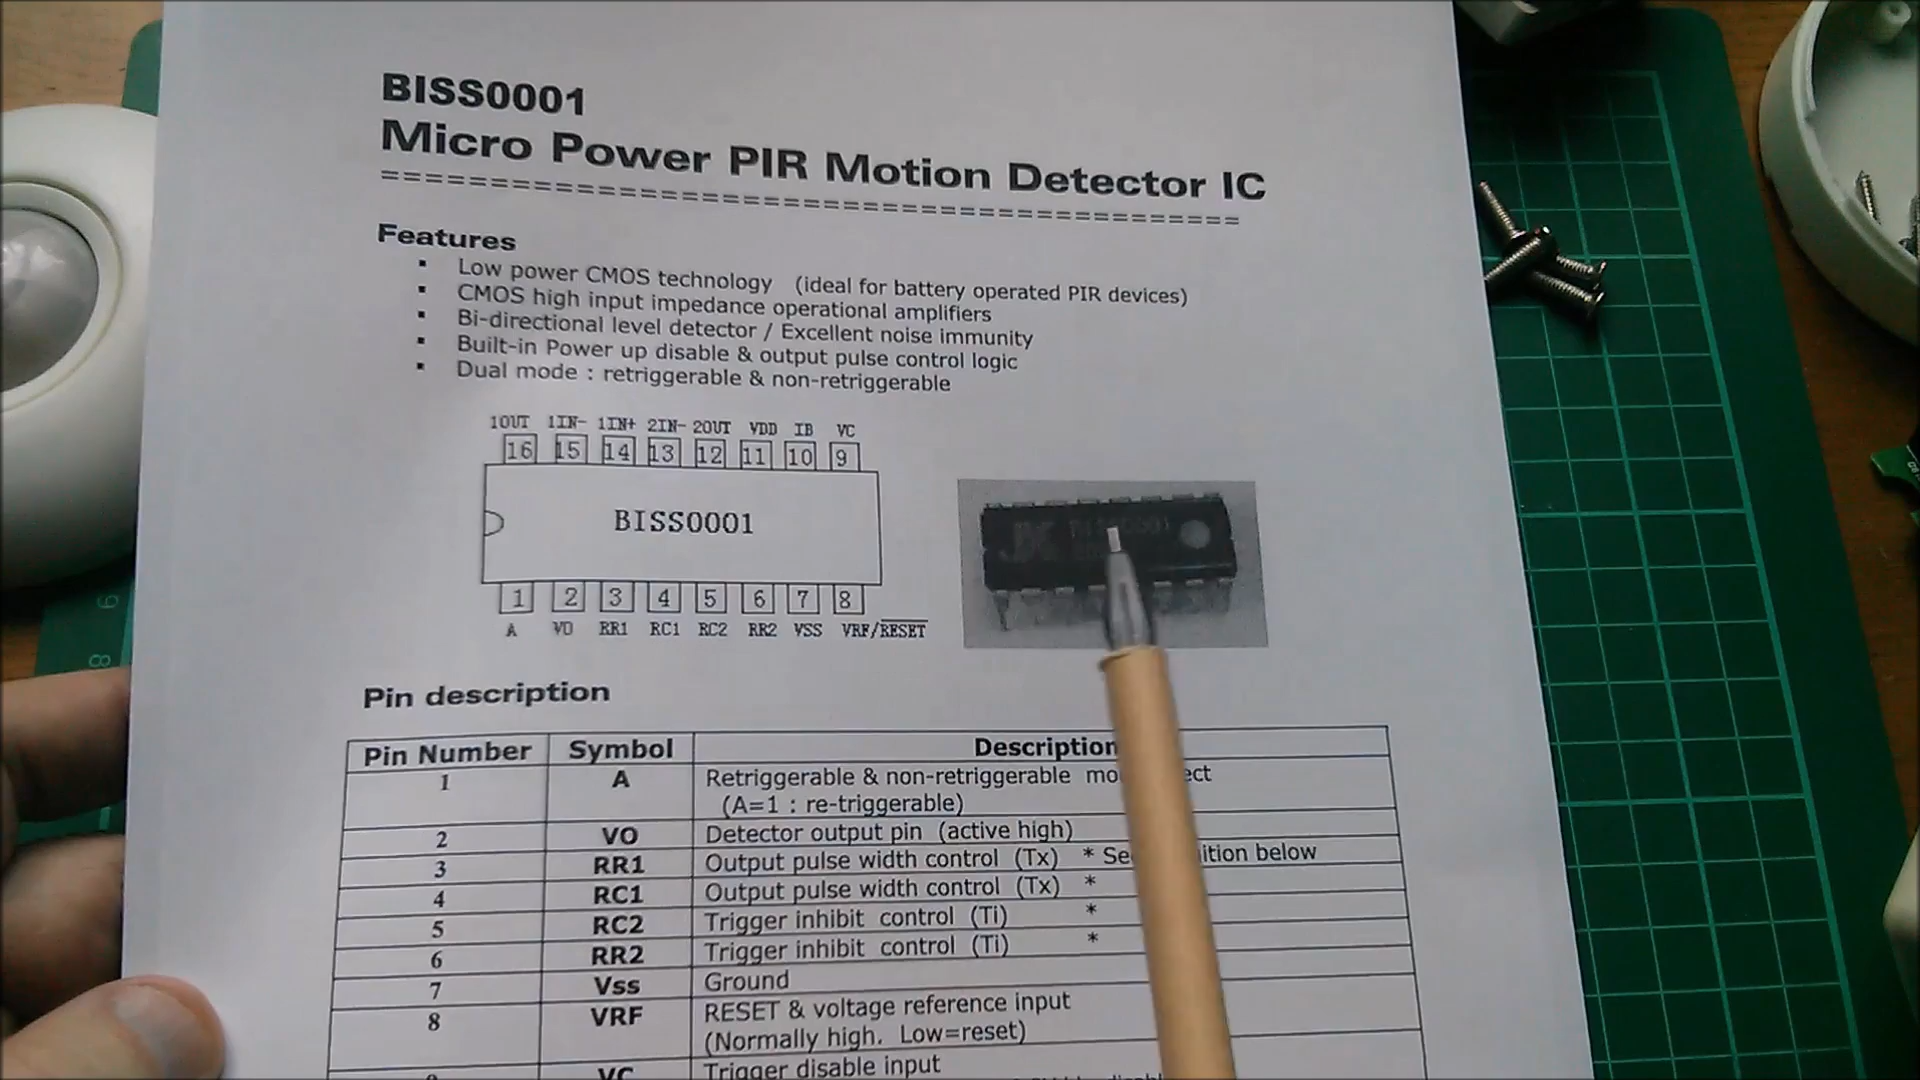 BISS0001
Micro Power PIR Motion Detector IC
================================================
Features
▪ Low power CMOS technology (ideal for battery operated PIR devices)
▪ CMOS high input impedance operational amplifiers
▪ Bi-directional level detector / Excellent noise immunity
▪ Built-in Power up disable & output pulse control logic
▪ Dual mode : retriggerable & non-retriggerable
1OUT 1IN- 1IN+ 2IN- 2OUT VDD IB VC
16 15 14 13 12 11 10 9
BISS0001
1 2 3 4 5 6 7 8
A VO RR1 RC1 RC2 RR2 VSS VRF/RESET
Pin description
Pin Number Symbol Description
1 A Retriggerable & non-retriggerable
(A=1 : re-triggerable)
2 VO Detector output pin (active high)
3 RR1 Output pulse width control (Tx) * below
4 RC1 Output pulse width control (Tx) *
5 RC2 Trigger inhibit control (Ti) *
6 RR2 Trigger inhibit control (Ti) *
7 Vss Ground
8 VRF RESET & voltage reference input
(Normally high. Low=reset)
VC Trigger disable input
8